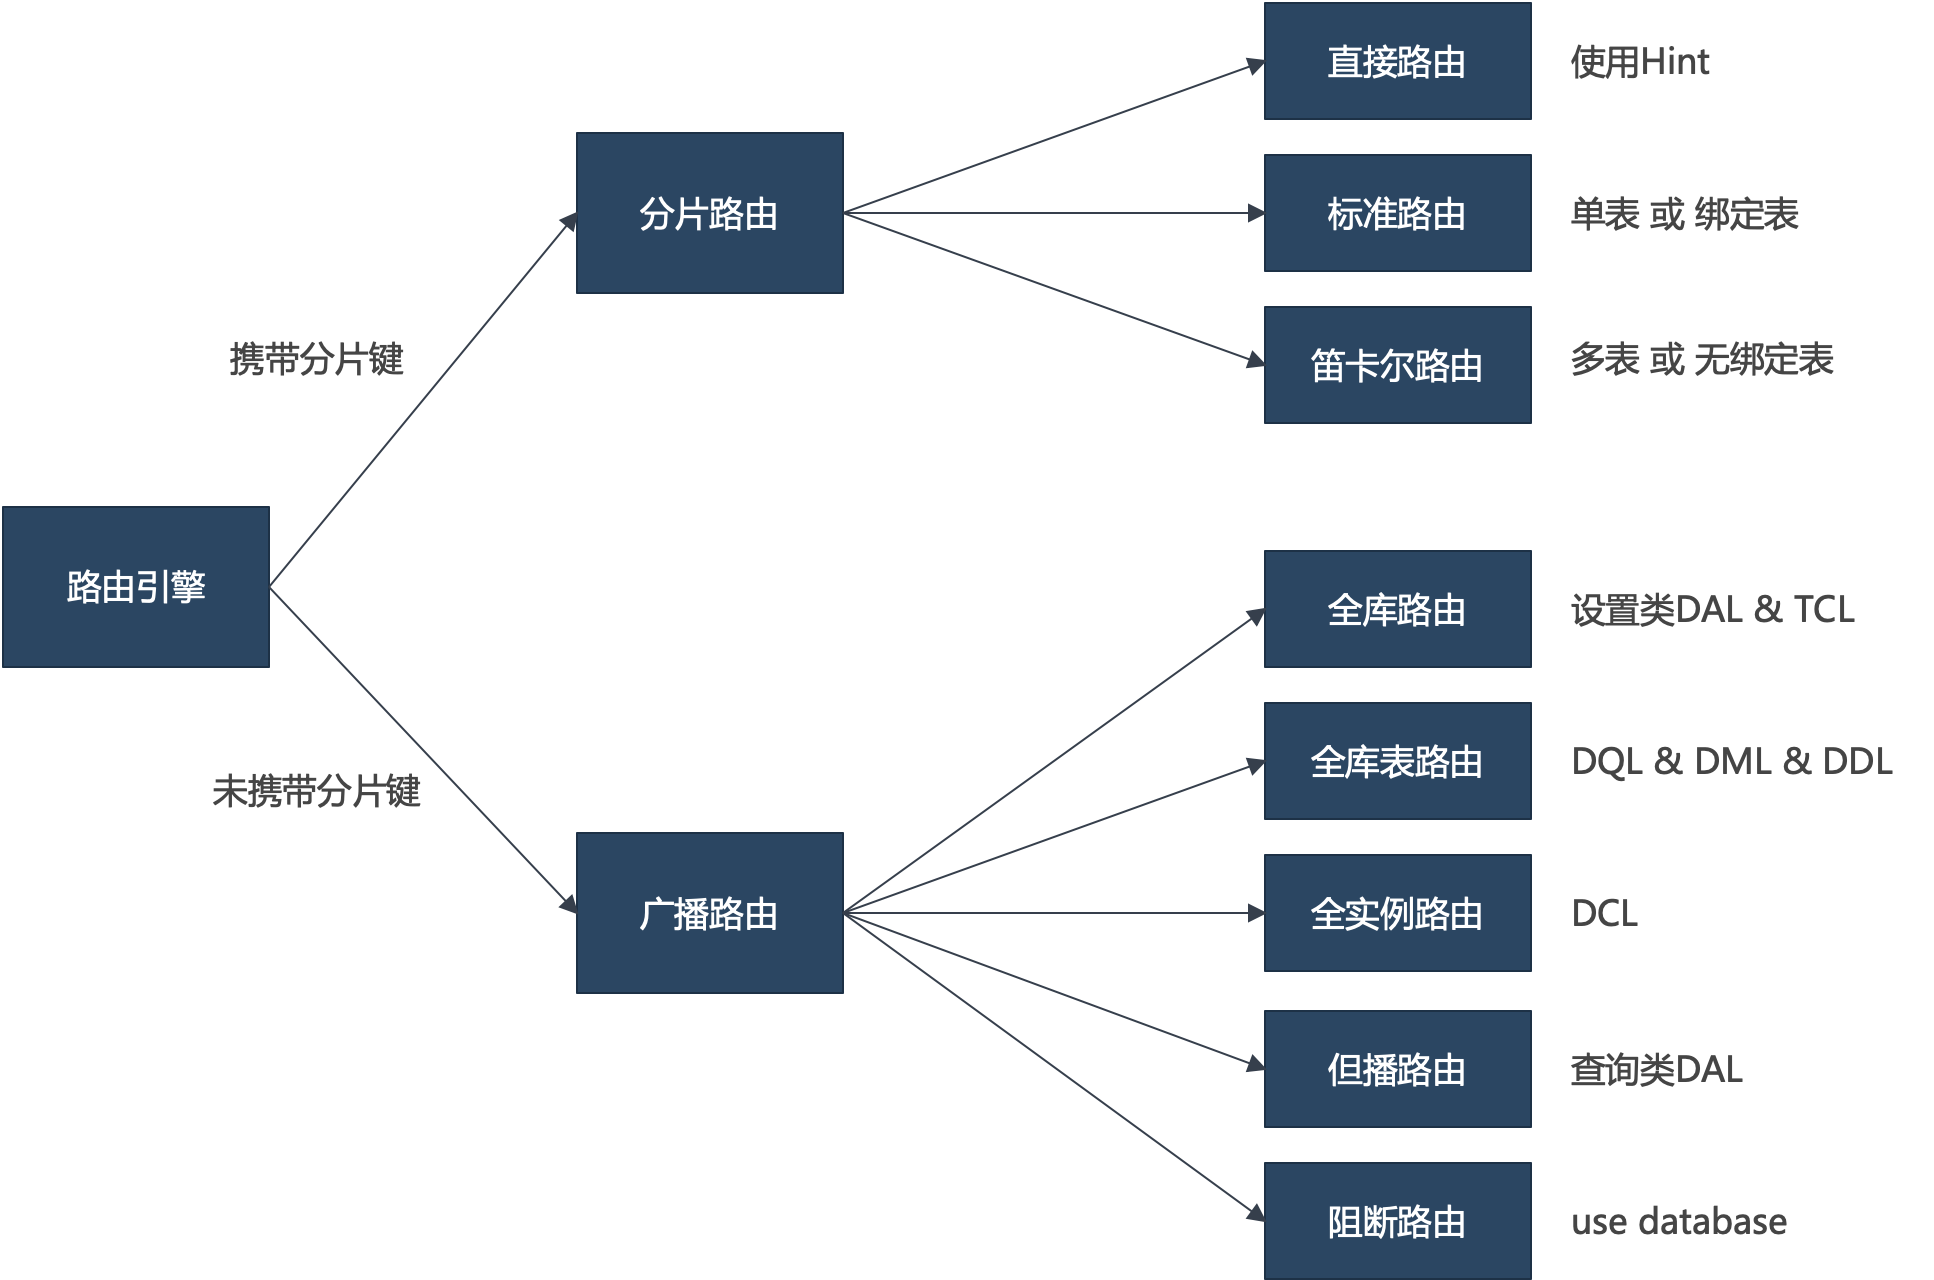 直接路由
使用Hint
分片路由
标准路由
单表 或 绑定表
笛卡尔路由
多表 或 无绑定表
携带分片键
路由引擎
全库路由
设置类DAL & TCL
未携带分片键
全库表路由
DQL & DML & DDL
广播路由
全实例路由
DCL
但播路由
查询类DAL
阻断路由
use database